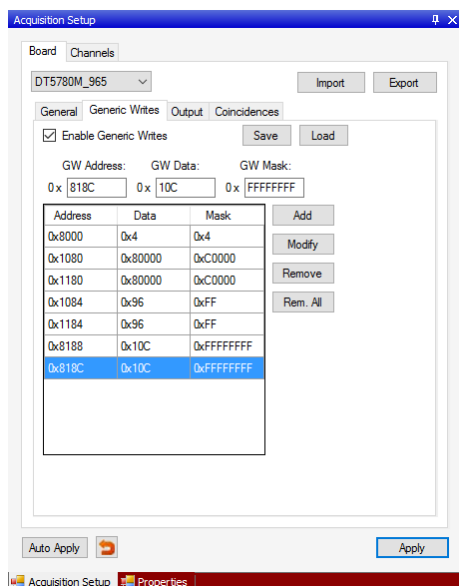 Acquisition Setup
Board Channels
DT5780M_965 Import Export
General Generic Writes Output Coincidences
Enable Generic Writes Save Load
GW Address: GW Data: GW Mask:
0 x 818C 0 x 10C 0 x FFFFFFFF
Address Data Mask Add
0x8000 0x4 0x4 Modify
0x1080 0x80000 0xC0000
0x1180 0x80000 0xC0000 Remove
0x1084 0x96 0xFF Rem. All
0x1184 0x96 0xFF
0x8188 0x10C 0xFFFFFFFF
0x818C 0x10C 0xFFFFFFFF
Auto Apply Apply
Acquisition Setup Properties